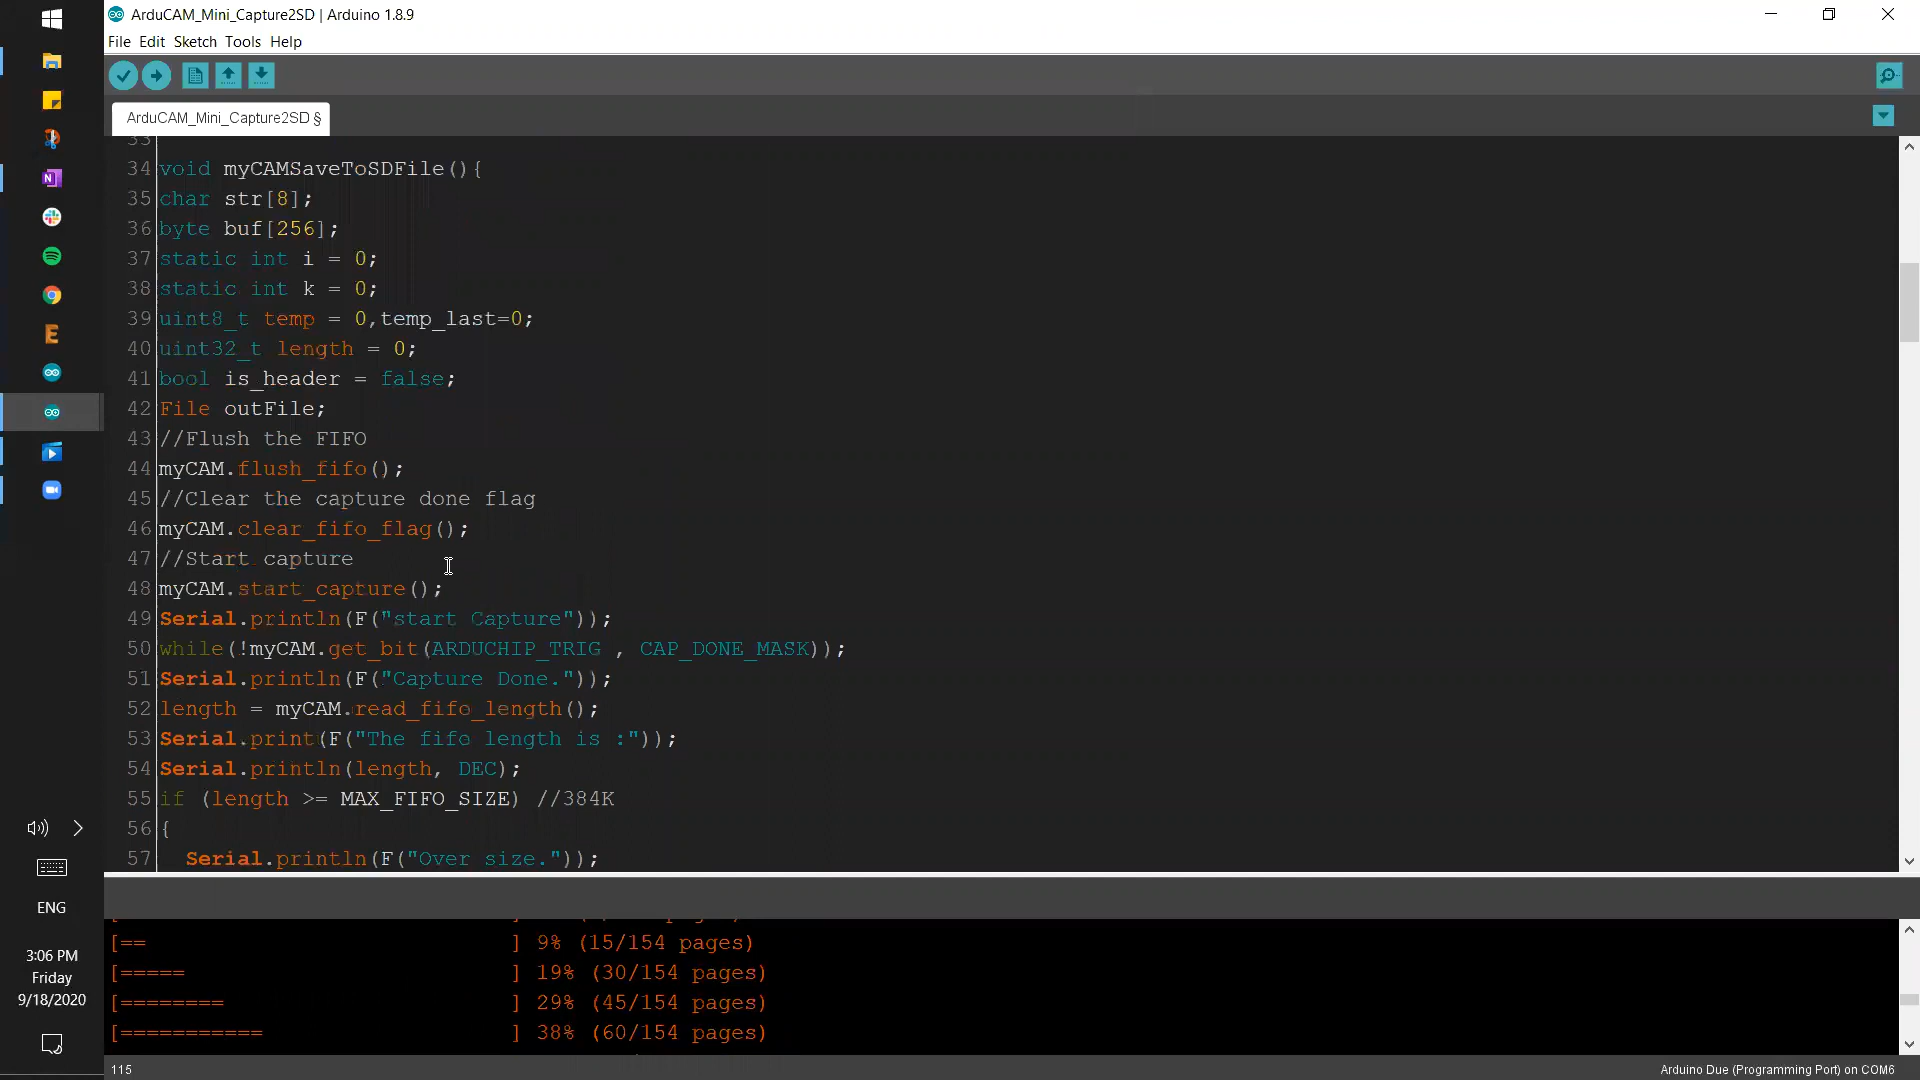 ArduCAM_Mini_Capture2SD | Arduino 1.8.9
File Edit Sketch Tools Help
ArduCAM_Mini_Capture2SD §
33
34 void myCAMSaveToSDFile(){
35 char str[8];
36 byte buf[256];
37 static int i = 0;
38 static int k = 0;
39 uint8_t temp = 0,temp_last=0;
40 uint32_t length = 0;
41 bool is_header = false;
42 File outFile;
43 //Flush the FIFO
44 myCAM.flush_fifo();
45 //Clear the capture done flag
46 myCAM.clear_fifo_flag();
47 //Start capture
48 myCAM.start_capture();
49 Serial.println(F("start Capture"));
50 while(!myCAM.get_bit(ARDUCHIP_TRIG , CAP_DONE_MASK));
51 Serial.println(F("Capture Done."));
52 length = myCAM.read_fifo_length();
53 Serial.print(F("The fifo length is :"));
54 Serial.println(length, DEC);
55 if (length >= MAX_FIFO_SIZE) //384K
56 {
57 Serial.println(F("Over size."));
[== ] 9% (15/154 pages)
[===== ] 19% (30/154 pages)
[======== ] 29% (45/154 pages)
[=========== ] 38% (60/154 pages)
115
Arduino Due (Programming Port) on COM6
ENG
3:06 PM
Friday
9/18/2020